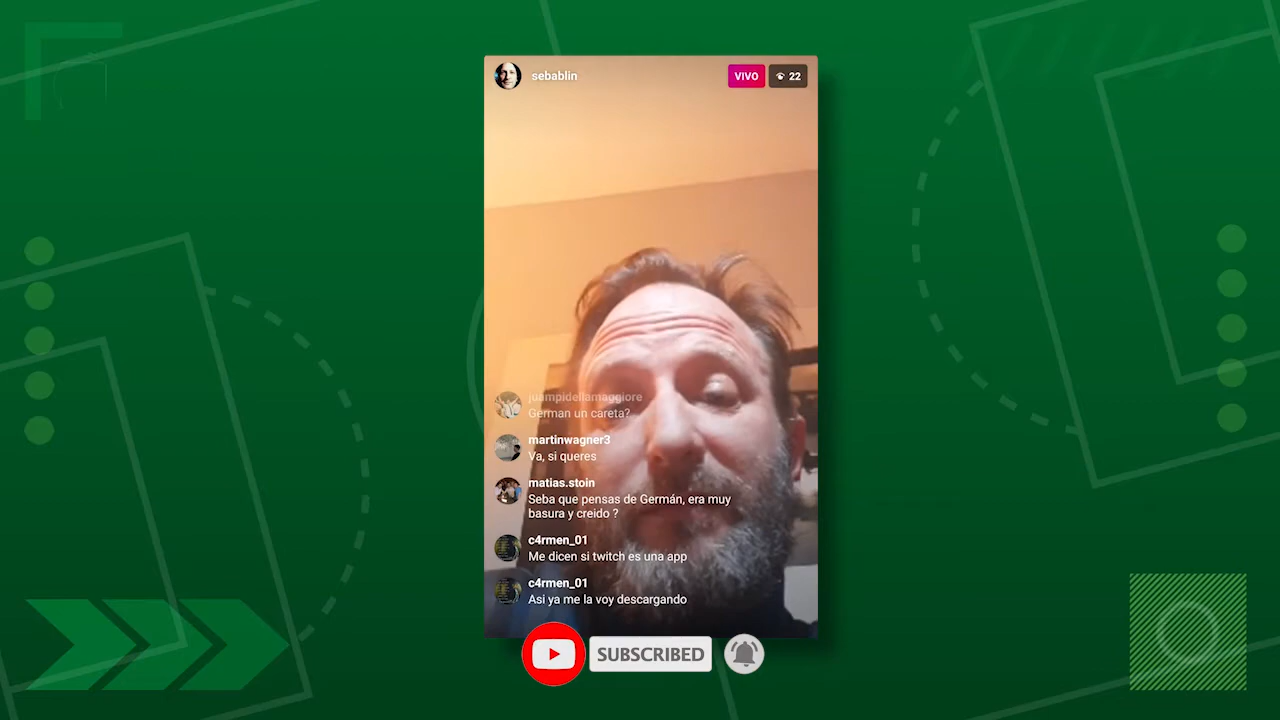 sebablin
VIVO
22
juampidellamaggiore
German un careta?
martinwagner3
Va, si queres
matias.stoin
Seba que pensas de Germán, era muy
basura y creido ?
c4rmen_01
Me dicen si twitch es una app
c4rmen_01
Asi ya me la voy descargando
SUBSCRIBED